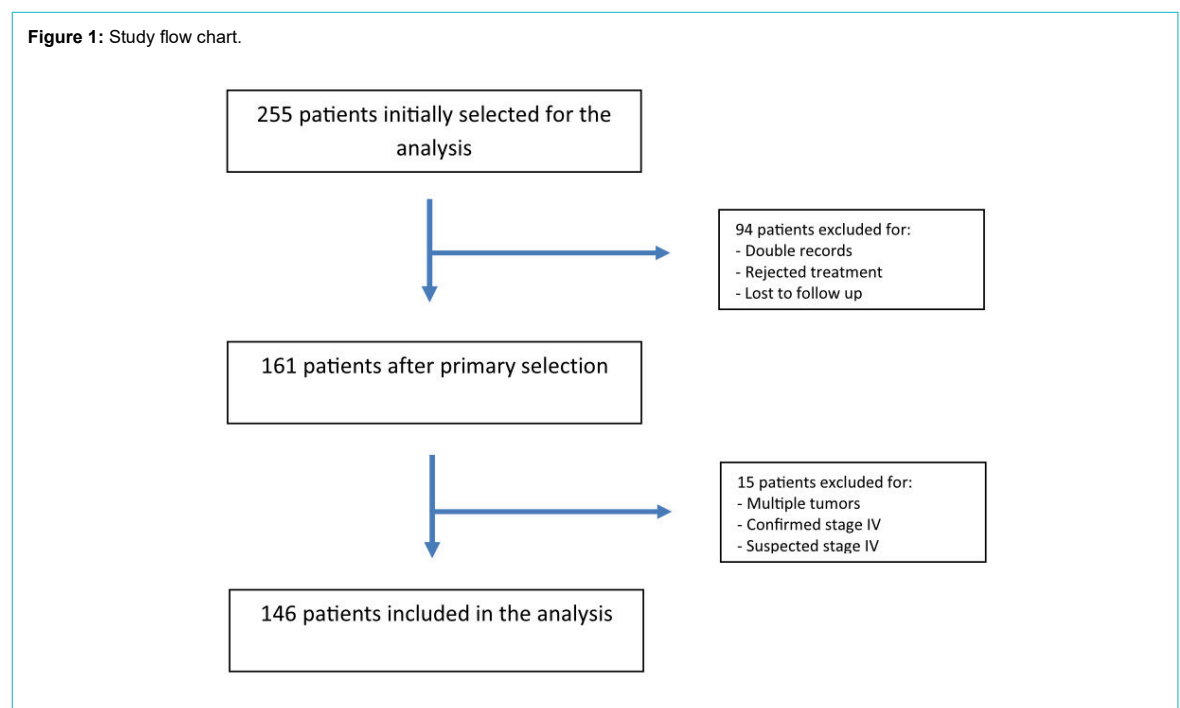 Figure 1: Study flow chart.
255 patients initially selected for the
analysis
94 patients excluded for:
- Double records
- Rejected treatment
- Lost to follow up
161 patients after primary selection
15 patients excluded for:
- Multiple tumors
- Confirmed stage IV
- Suspected stage IV
146 patients included in the analysis